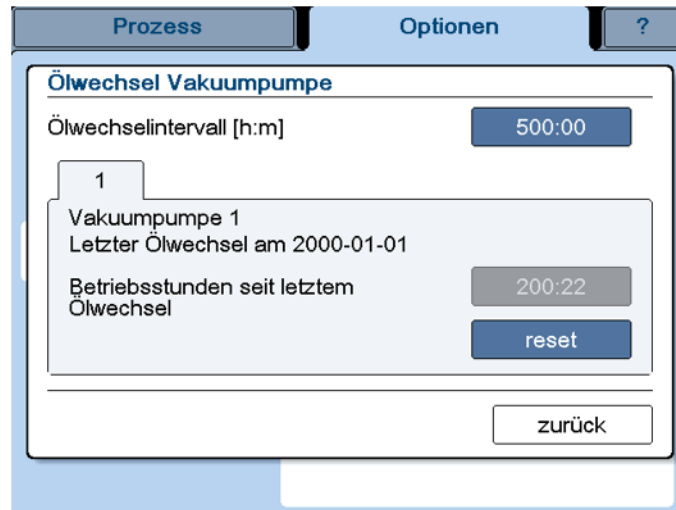 Prozess Optionen ?
Ölwechsel Vakuumpumpe
Ölwechselintervall [h:m] 500:00
1
Vakuumpumpe 1
Letzter Ölwechsel am 2000-01-01
Betriebsstunden seit letztem 200:22
Ölwechsel
reset
zurück